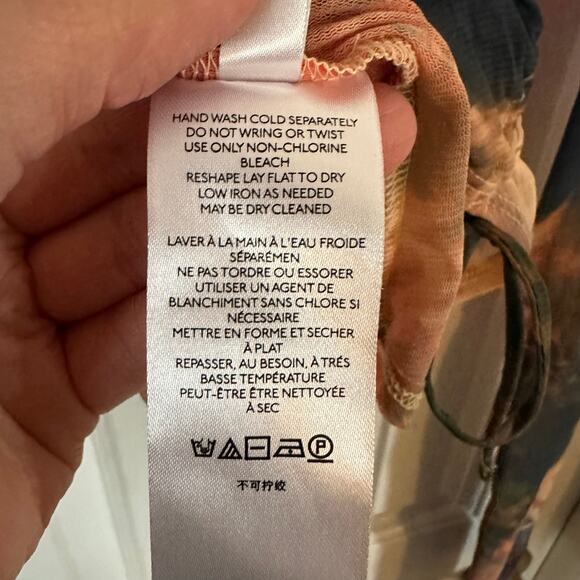 HAND WASH COLD SEPARATELY
DO NOT WRING OR TWIST
USE ONLY NON-CHLORINE
BLEACH
RESHAPE LAY FLAT TO DRY
LOW IRON AS NEEDED
MAY BE DRY CLEANED
LAVER À LA MAIN À L'EAU FROIDE
SÉPARÉMEN
NE PAS TORDRE OU ESSORER
UTILISER UN AGENT DE
BLANCHIMENT SANS CHLORE SI
NÉCESSAIRE
METTRE EN FORME ET SECHER
À PLAT
REPASSER, AU BESOIN, À TRÉS
BASSE TEMPÉRATURE
PEUT-ÊTRE ÊTRE NETTOYÉE
À SEC
P
不可拧绞